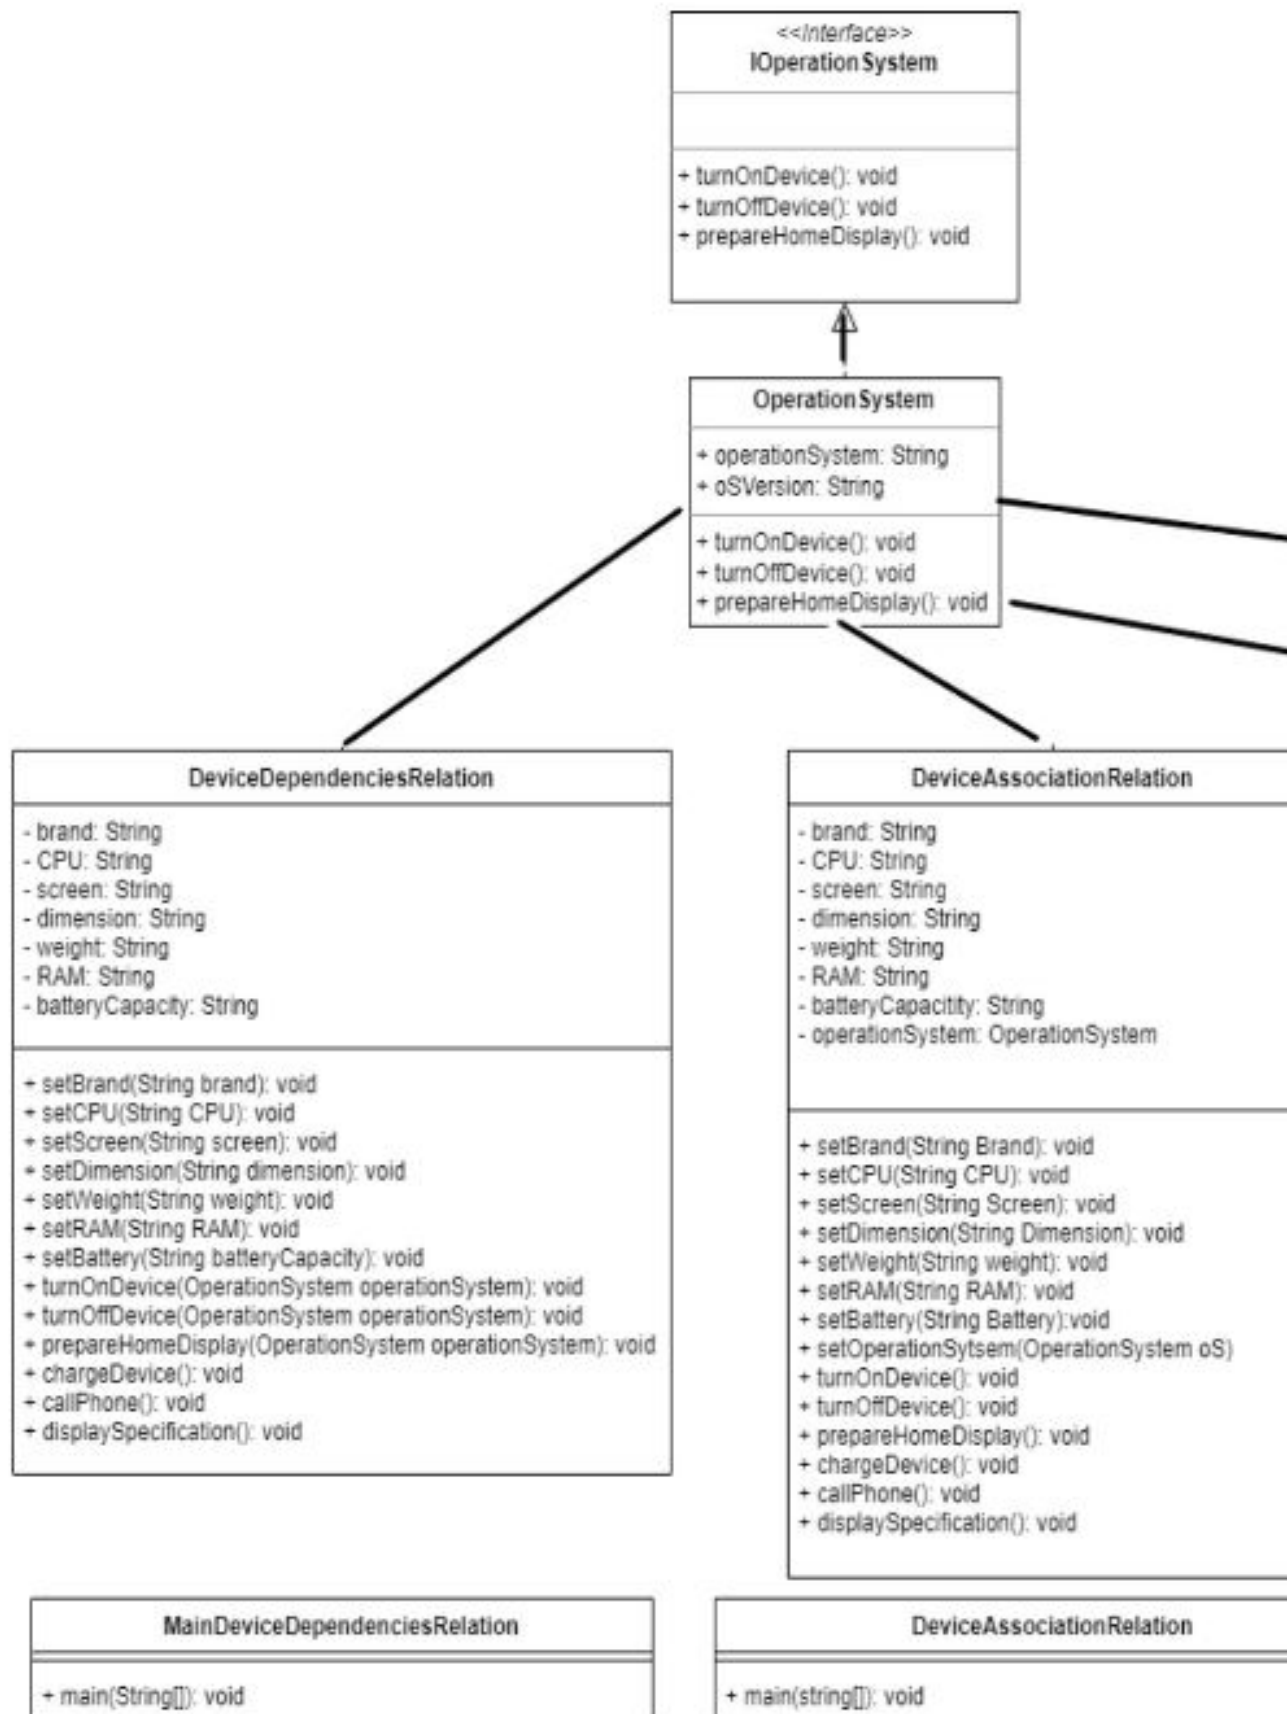 <<Interface>>
IOperationSystem
+ turnOnDevice(): void
+ turnOffDevice(): void
+ prepareHomeDisplay(): void
OperationSystem
+ operationSystem: String
+ oSVersion: String
+ turnOnDevice(): void
+ turnOffDevice(): void
+ prepareHomeDisplay(): void
DeviceDependenciesRelation
- brand: String
- CPU: String
- screen: String
- dimension: String
- weight: String
- RAM: String
- batteryCapacity: String
+ setBrand(String brand): void
+ setCPU(String CPU): void
+ setScreen(String screen): void
+ setDimension(String dimension): void
+ setWeight(String weight): void
+ setRAM(String RAM): void
+ setBattery(String batteryCapacity): void
+ turnOnDevice(OperationSystem operationSystem): void
+ turnOffDevice(OperationSystem operationSystem): void
+ prepareHomeDisplay(OperationSystem operationSystem): void
+ chargeDevice(): void
+ callPhone(): void
+ displaySpecification(): void
DeviceAssociationRelation
- brand: String
- CPU: String
- screen: String
- dimension: String
- weight: String
- RAM: String
- batteryCapacitity: String
- operationSystem: OperationSystem
+ setBrand(String Brand): void
+ setCPU(String CPU): void
+ setScreen(String Screen): void
+ setDimension(String Dimension): void
+ setWeight(String weight): void
+ setRAM(String RAM): void
+ setBattery(String Battery):void
+ setOperationSytsem(OperationSystem oS)
+ turnOnDevice(): void
+ turnOffDevice(): void
+ prepareHomeDisplay(): void
+ chargeDevice(): void
+ callPhone(): void
+ displaySpecification(): void
MainDeviceDependenciesRelation
+ main(String[]): void
DeviceAssociationRelation
+ main(string[]): void